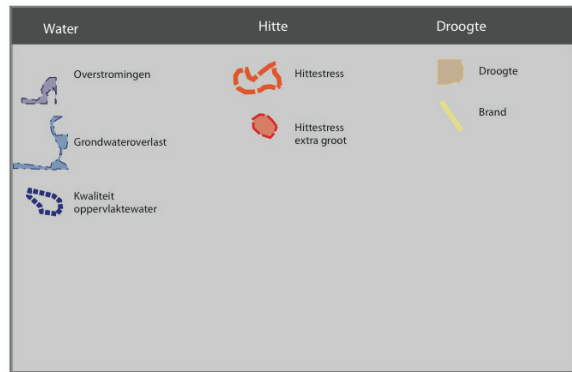 Water
Hitte
Droogte
Overstromingen
Grondwateroverlast
Kwaliteit
oppervlaktewater
Hittestress
Hittestress
extra groot
Droogte
Brand